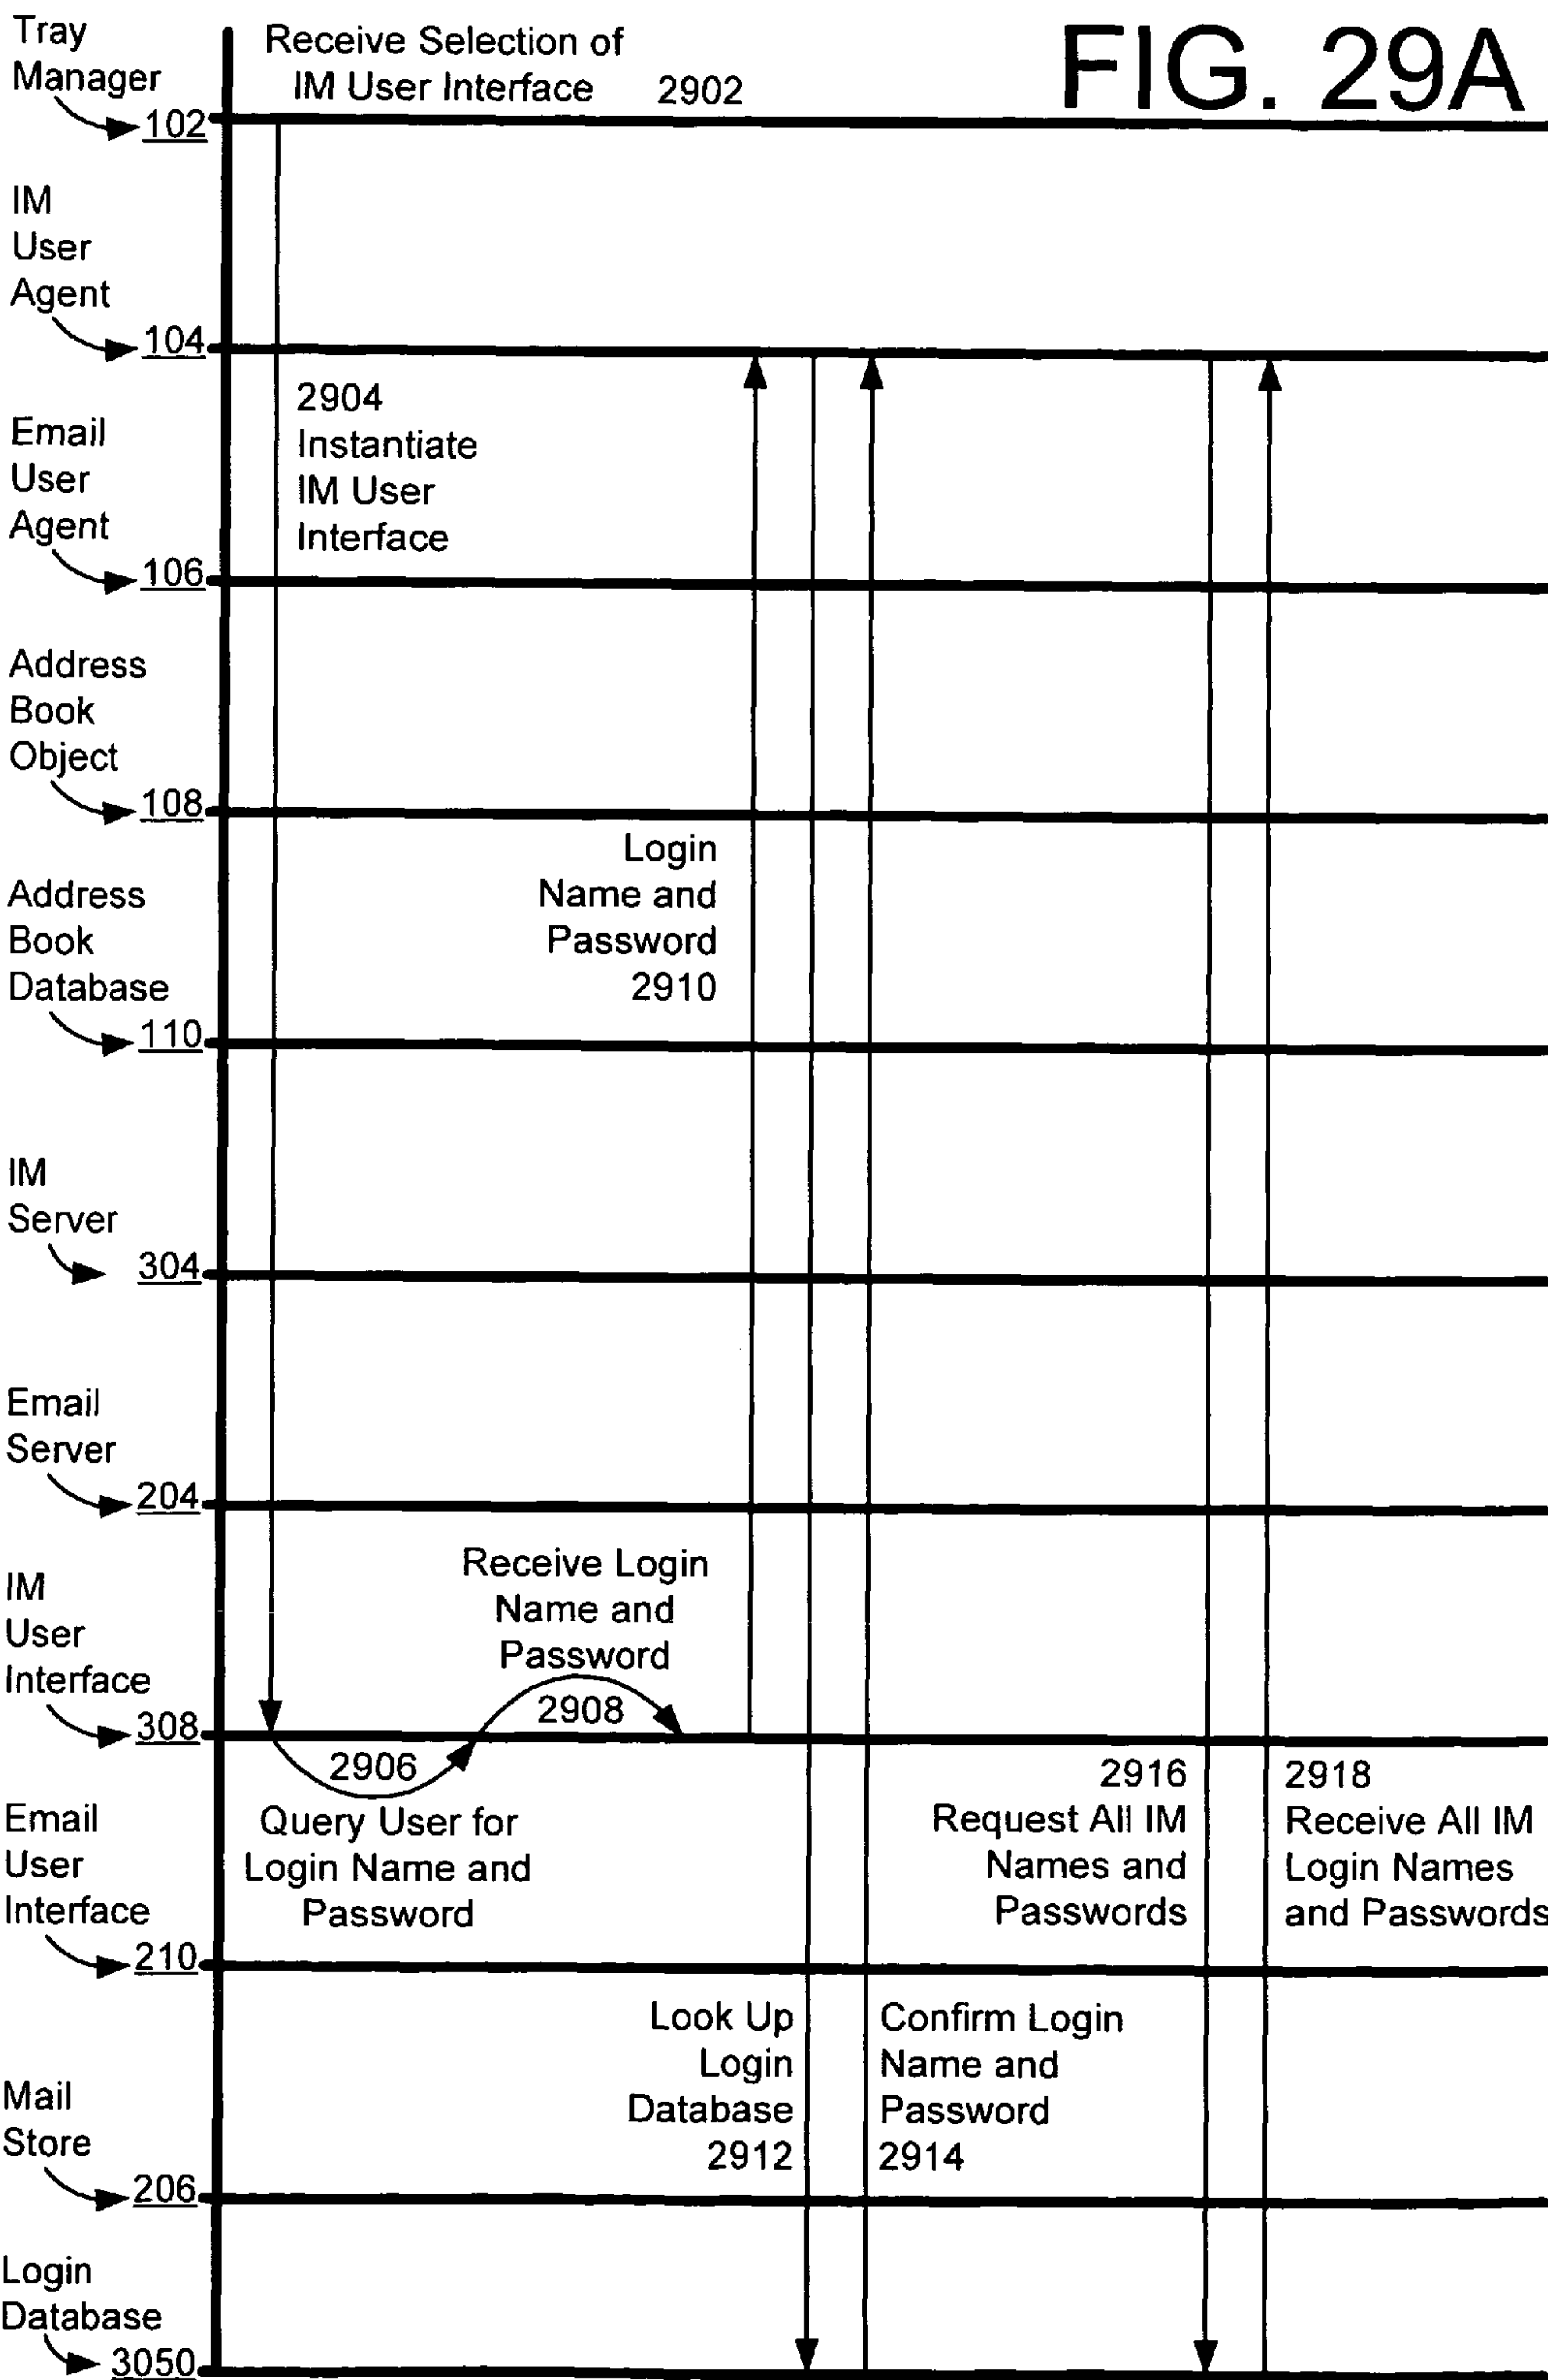 FIG. 29A
Tray
Manager
102
Receive Selection of
IM User Interface 2902
IM
User
Agent
104
2904
Instantiate
IM User
Interface
Email
User
Agent
106
Address
Book
Object
108
Login
Name and
Password
2910
Address
Book
Database
110
IM
Server
304
Email
Server
204
Receive Login
Name and
Password
2908
IM
User
Interface
308
2906
Query User for
Login Name and
Password
2916
Request All IM
Names and
Passwords
2918
Receive All IM
Login Names
and Passwords
Email
User
Interface
210
Look Up
Login
Database
2912
Confirm Login
Name and
Password
2914
Mail
Store
206
Login
Database
3050